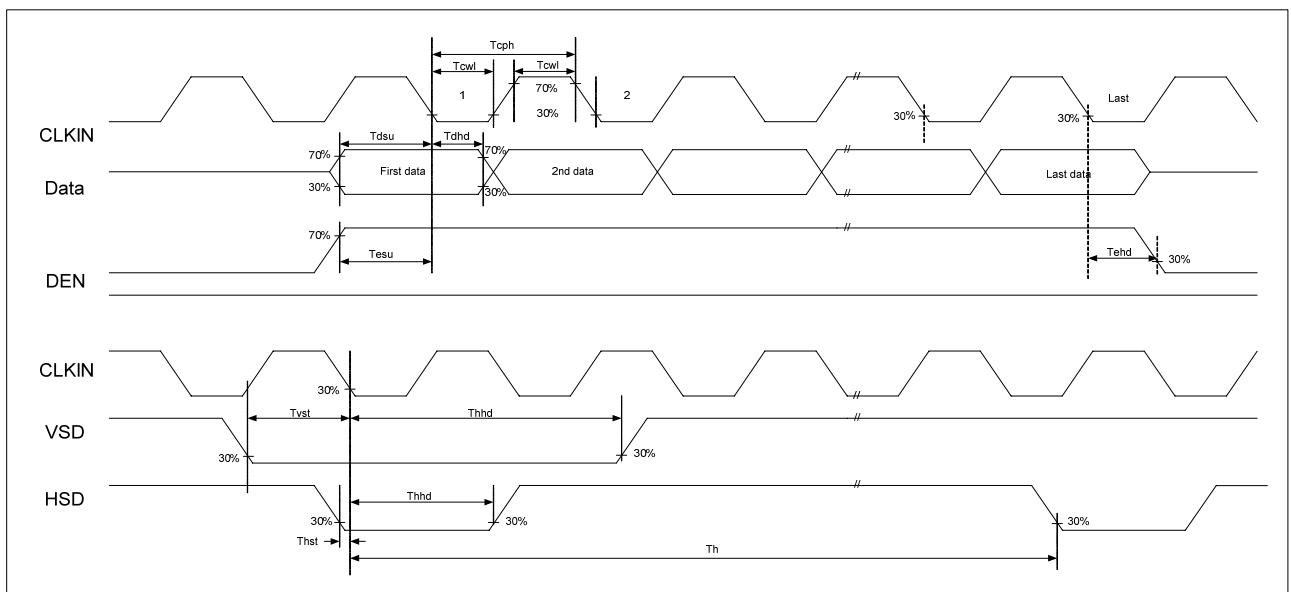 Tcph
Tcwl Tcwl
1 70% 2 Last
30% 30% 30%
CLKIN
Tdsu Tdhd
70% 70%
Data First data 2nd data Last data
30% 30%
70%
Tesu Tehd
30%
DEN
CLKIN
30%
Tvst Thhd
VSD
30% 30%
HSD Thhd
30% 30% 30%
Thst
Th